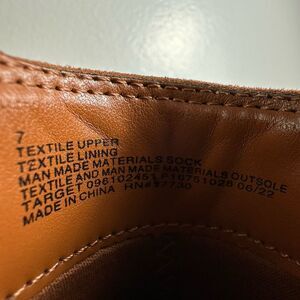 7
TEXTILE UPPER
TEXTILE LINING
MAN MADE MATERIALS SOCK
TEXTILE AND MAN MADE MATERIALS OUTSOLE
TARGET 096102451 P10751028 06/22
MADE IN CHINA RN#17730